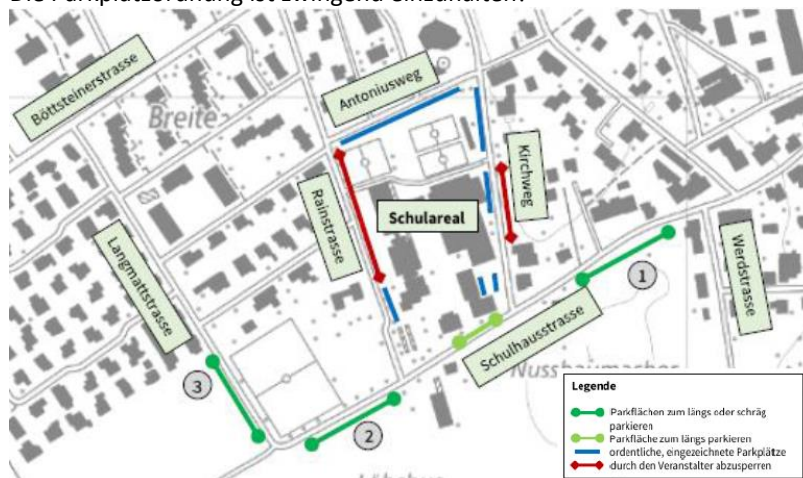 Die Parkplatzordnung ist zwingend einzuhalten.
Böttsteinerstrasse
Antoniusweg
Breite
Kirchweg
Rainstrasse
Schulareal
Langmattstrasse
Werdstrasse
1
Schulhausstrasse
3
2
Nussbaumacher
Legende
Parkflächen zum längs oder schräg
parkieren
Parkfläche zum längs parkieren
ordentliche, eingezeichnete Parkplätze
durch den Veranstalter abzusperren